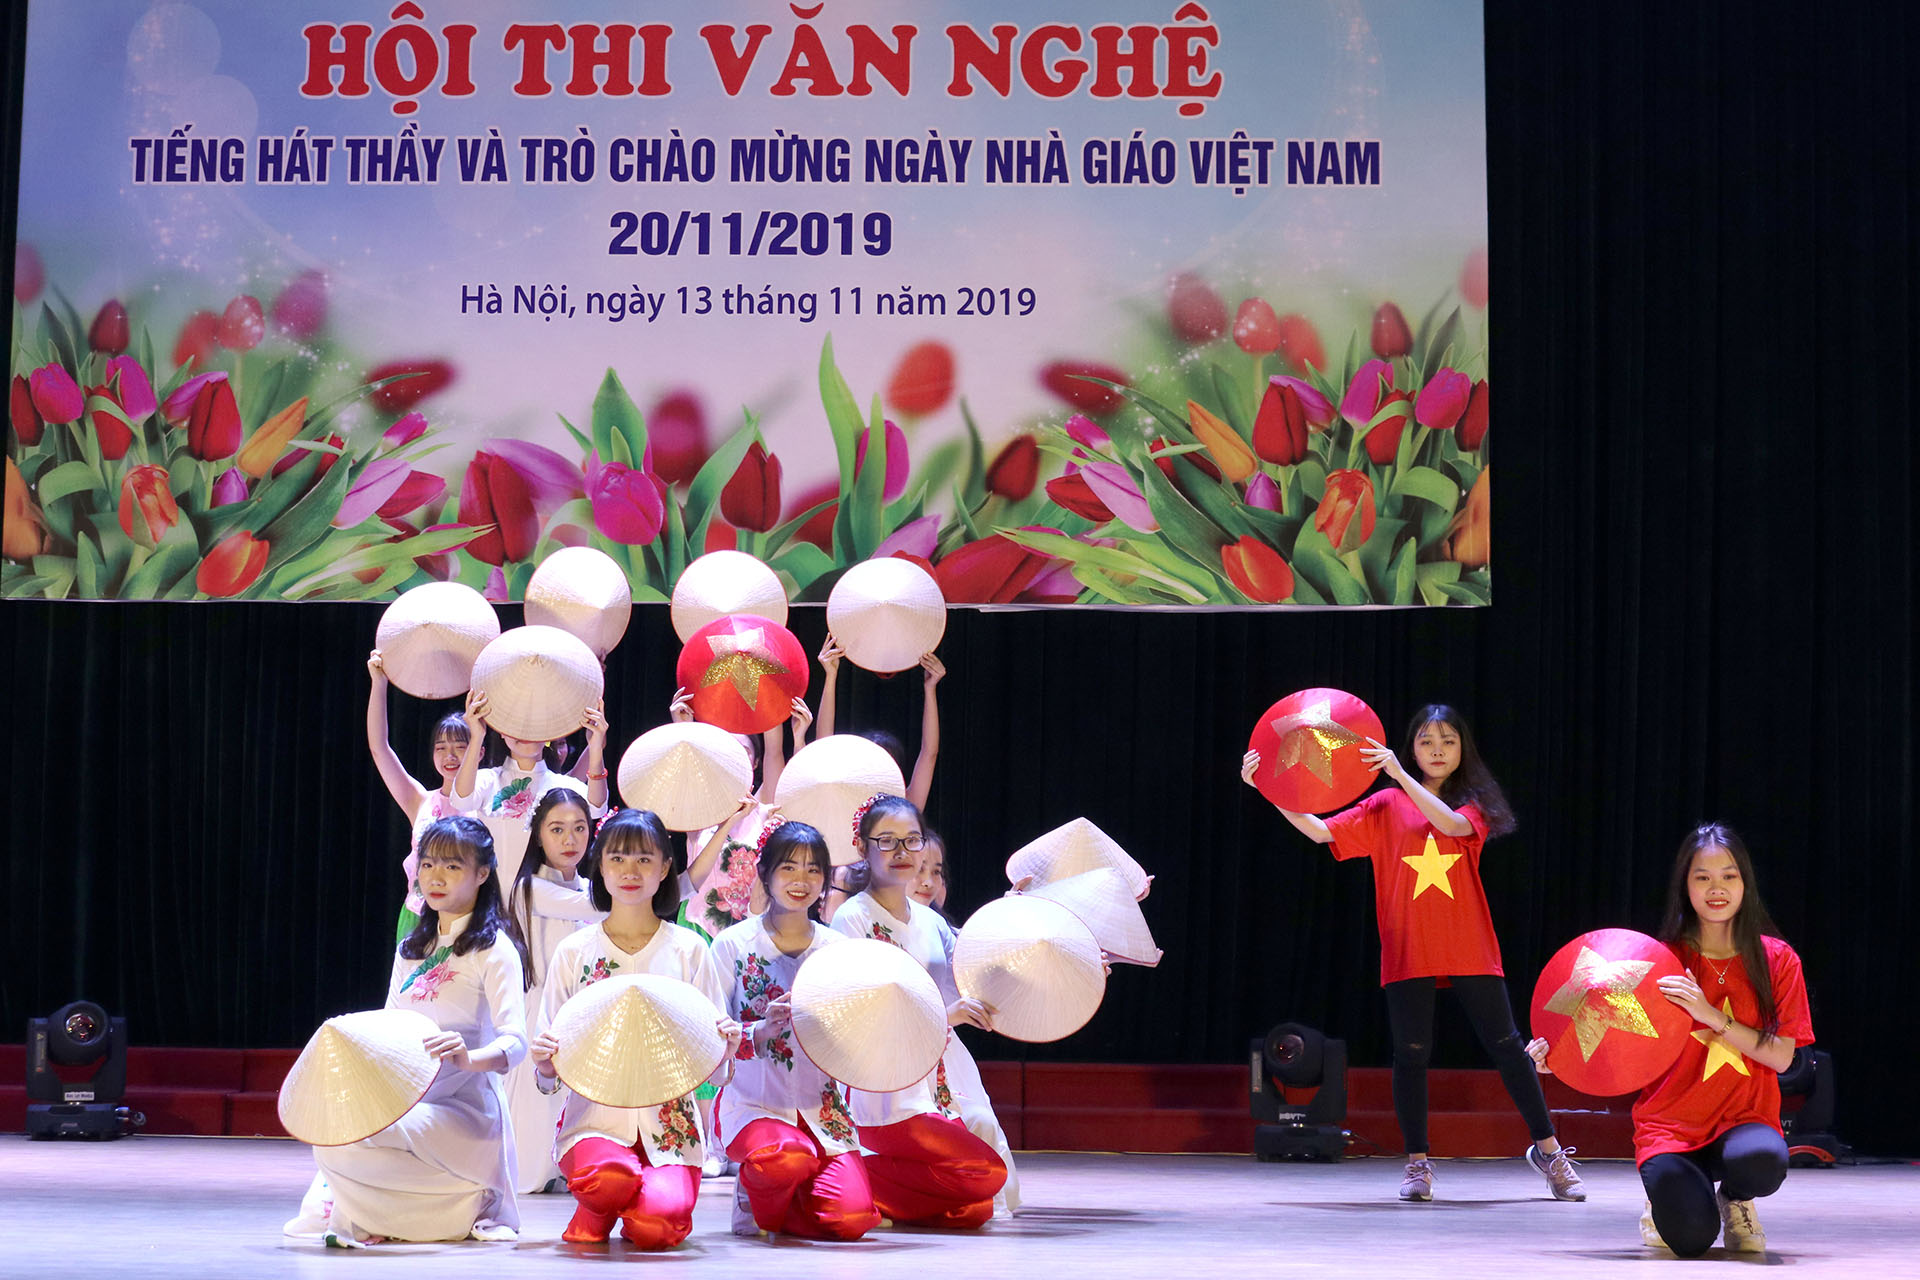 HỘI THI VĂN NGHỆ
TIẾNG HÁT THẦY VÀ TRÒ CHÀO MỪNG NGÀY NHÀ GIÁO VIỆT NAM
20/11/2019
Hà Nội, ngày 13 tháng 11 năm 2019